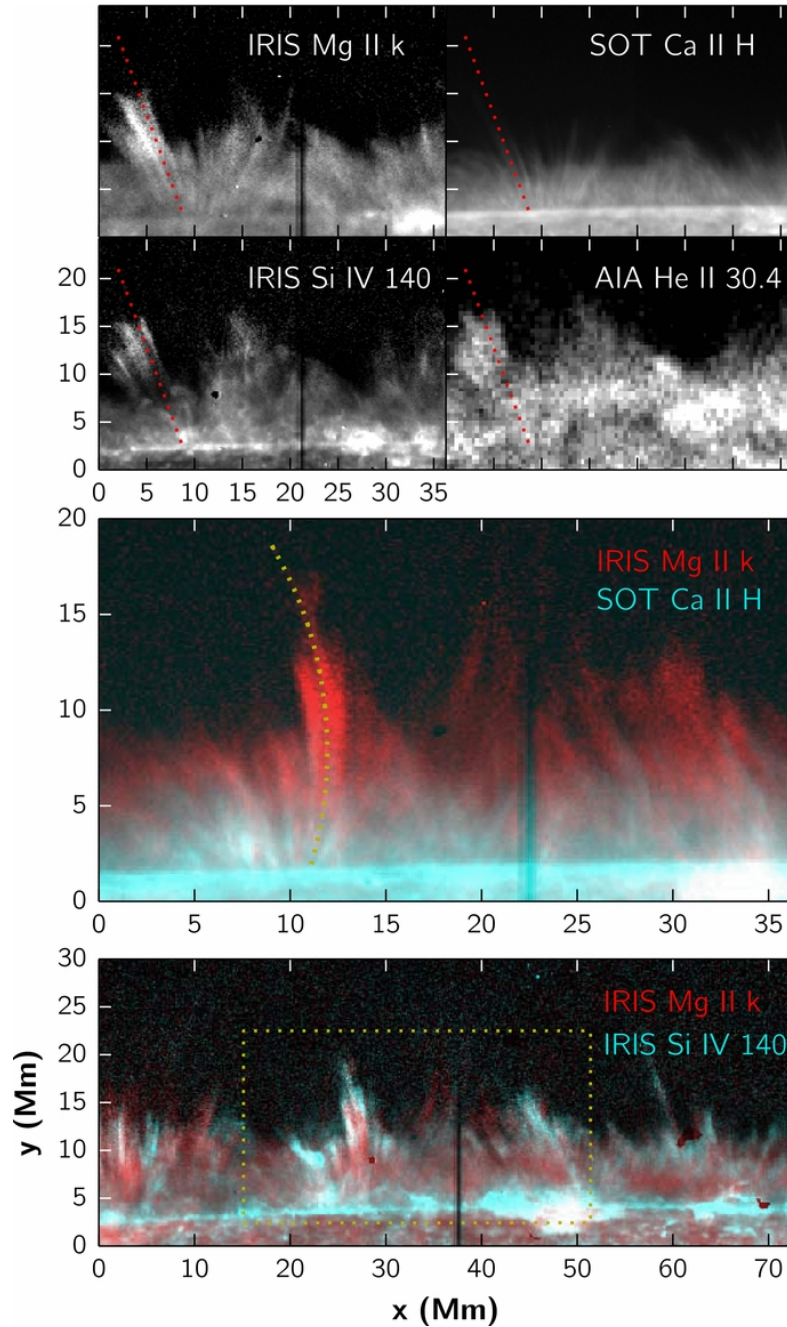 IRIS Mg II k
SOT Ca II H
IRIS Si IV 140
AIA He II 30.4
20
15
10
5
0
0 5 10 15 20 25 30 35
20
IRIS Mg II k
SOT Ca II H
15
10
5
0
0 5 10 15 20 25 30 35
30
IRIS Mg II k
25
IRIS Si IV 140
20
15
10
5
0
y (Mm)
0 10 20 30 40 50 60 70
x (Mm)